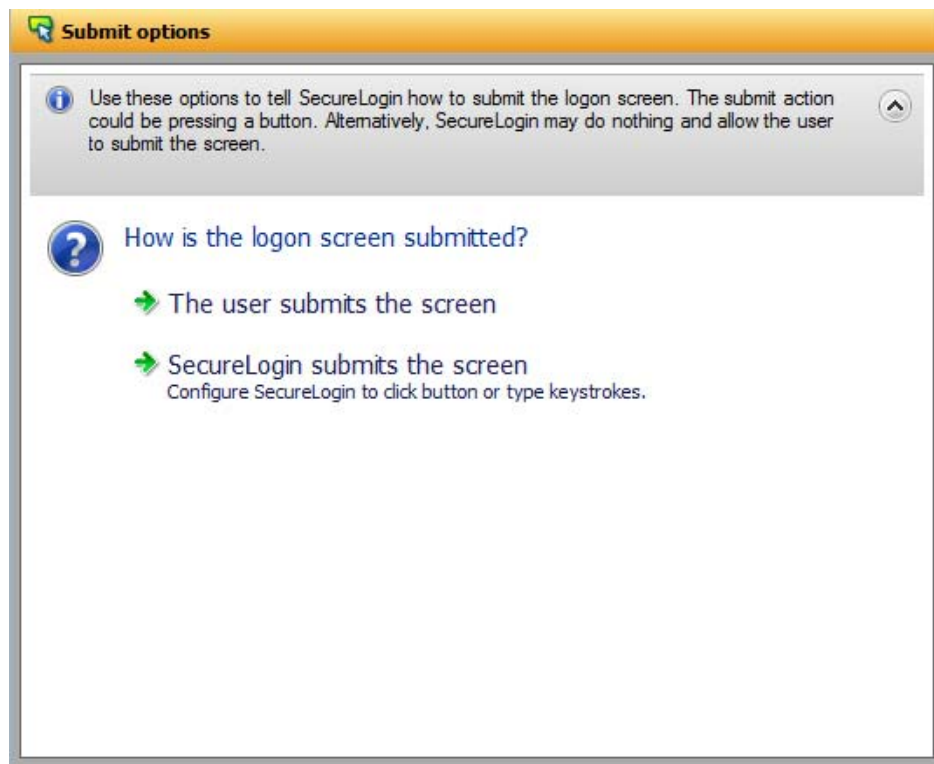 Submit options
Use these options to tell SecureLogin how to submit the logon screen. The submit action
could be pressing a button. Alternatively, SecureLogin may do nothing and allow the user
to submit the screen.
How is the logon screen submitted?
The user submits the screen
SecureLogin submits the screen
Configure SecureLogin to click button or type keystrokes.